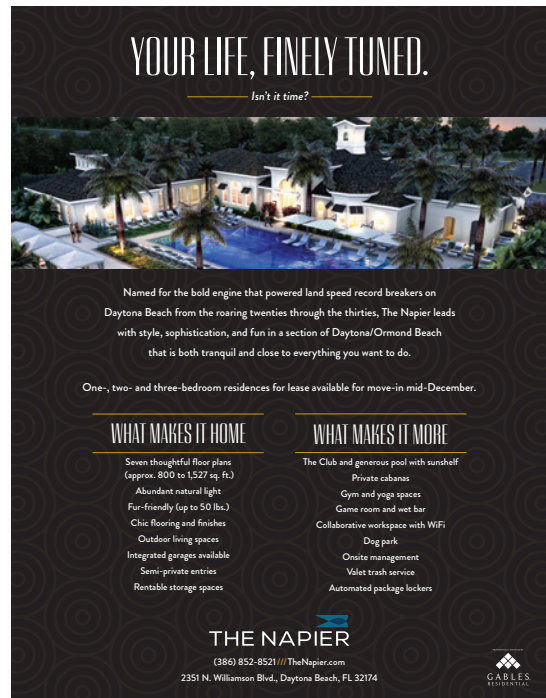 YOUR LIFE, FINELY TUNED.
Isn't it time?
Named for the bold engine that powered land speed record breakers on
Daytona Beach from the roaring twenties through the thirties, The Napier leads
with style, sophistication, and fun in a section of Daytona/Ormond Beach
that is both tranquil and close to everything you want to do.
One-, two- and three-bedroom residences for lease available for move-in mid-December.
WHAT MAKES IT HOME
Seven thoughtful floor plans
(approx. 800 to 1,527 sq. ft.)
Abundant natural light
Fur-friendly (up to 50 lbs.)
Chic flooring and finishes
Outdoor living spaces
Integrated garages available
Semi-private entries
Rentable storage spaces
WHAT MAKES IT MORE
The Club and generous pool with sunshelf
Private cabanas
Gym and yoga spaces
Game room and wet bar
Collaborative workspace with WiFi
Dog park
Onsite management
Valet trash service
Automated package lockers
THE NAPIER
(386) 852-8521///TheNapier.com
2351 N. Williamson Blvd., Daytona Beach, FL 32174
GABLES
RESIDENTIAL